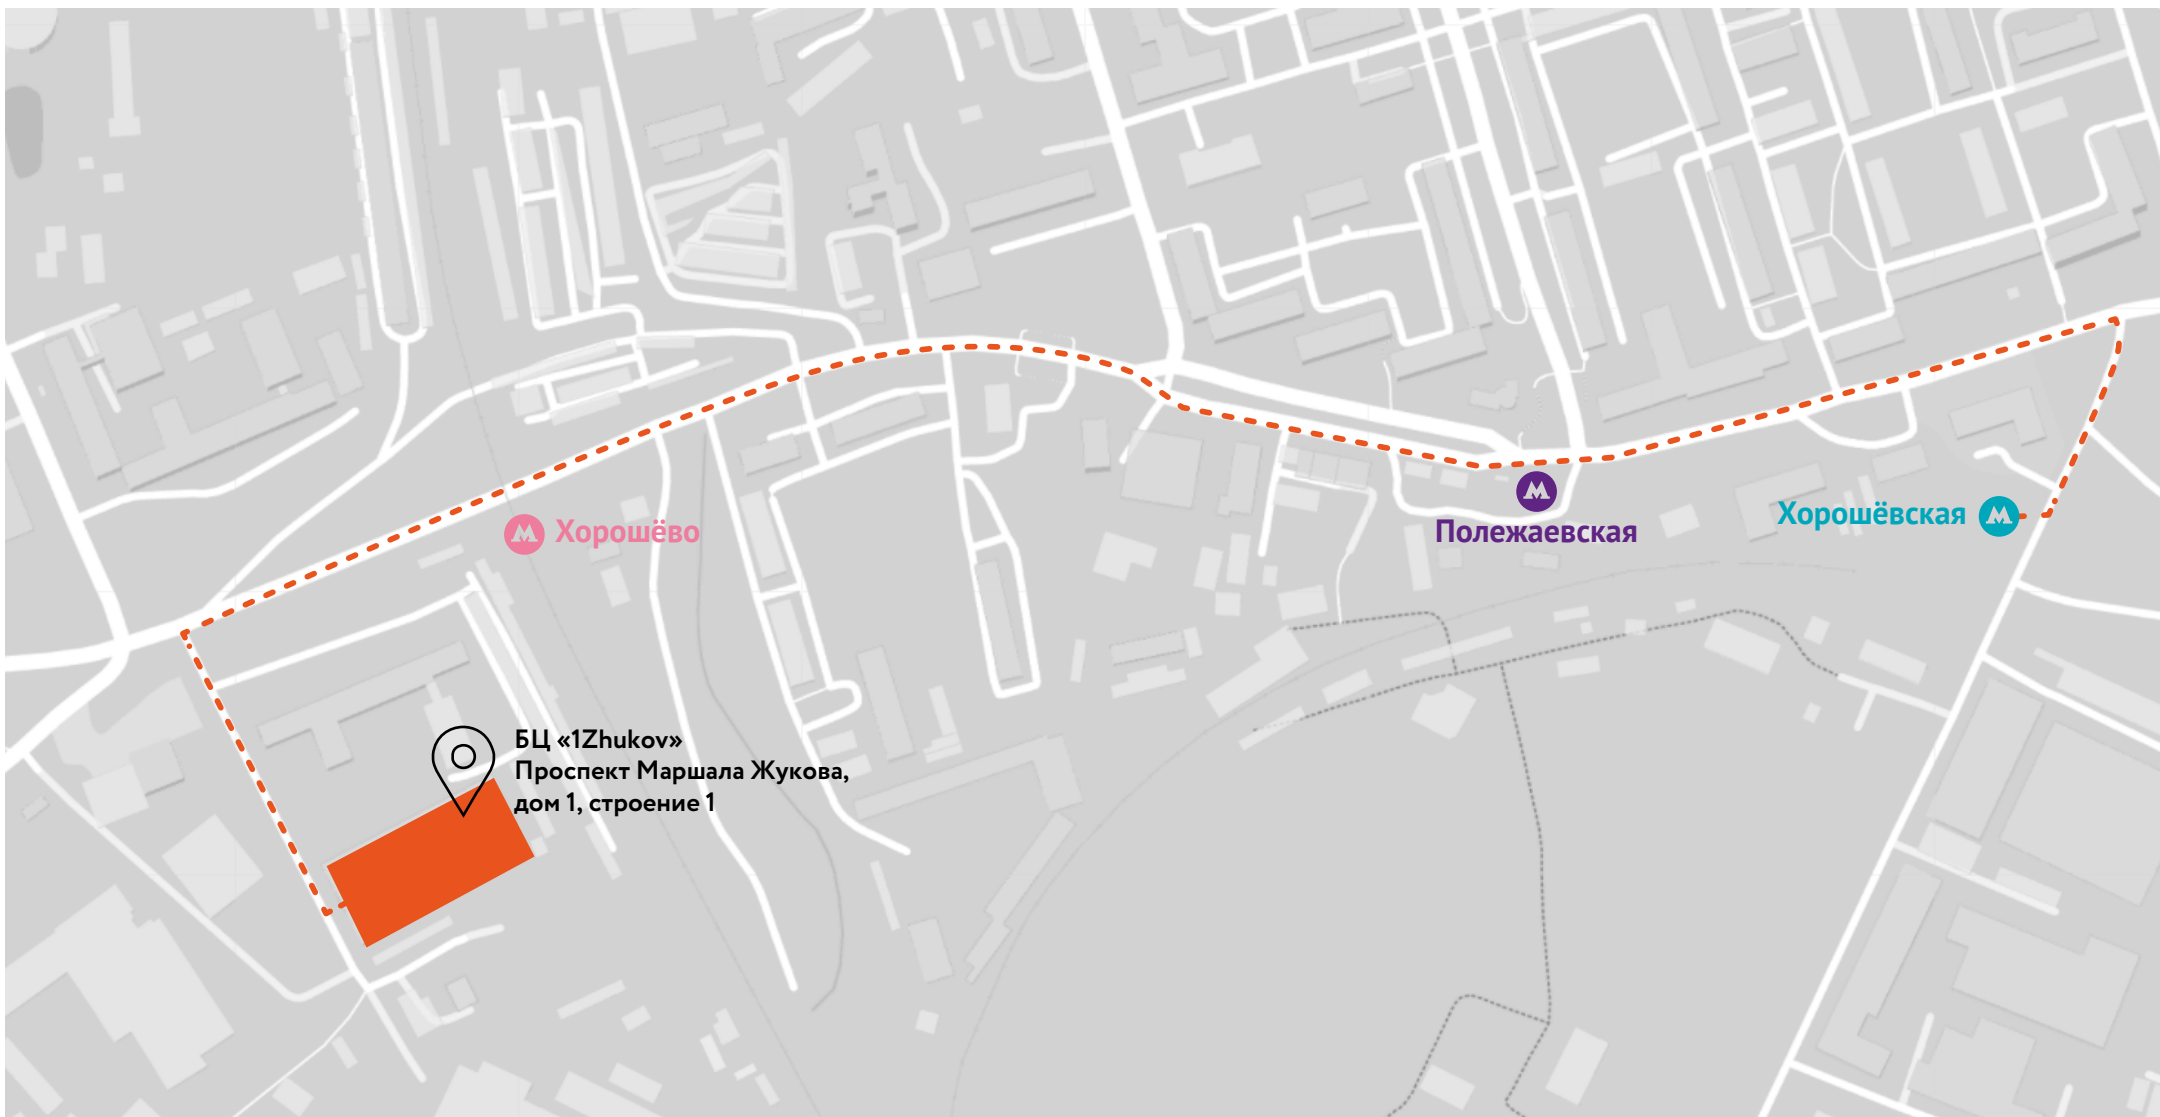 Хорошёво
Полежаевская
Хорошёвская
БЦ «1Zhukov»
Проспект Маршала Жукова,
дом 1, строение 1